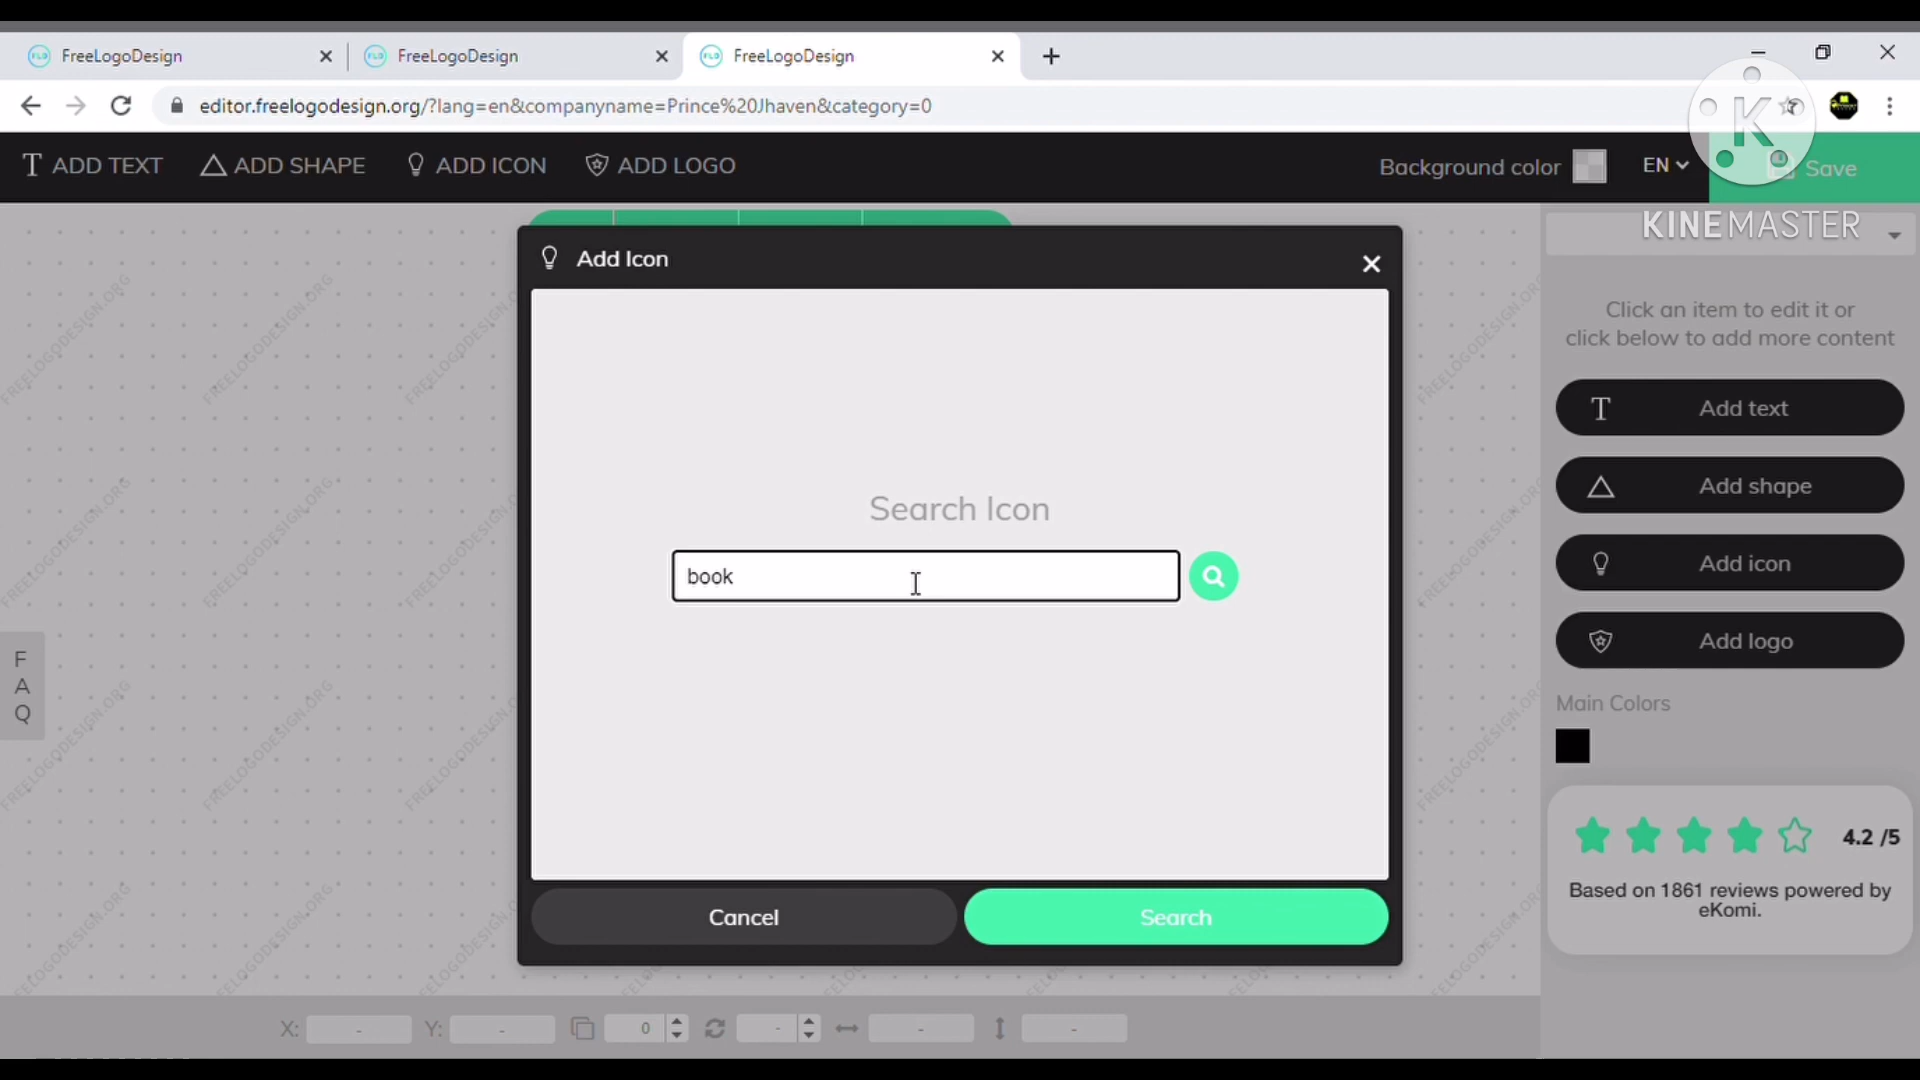 FreeLogoDesign
FreeLogoDesign
FreeLogoDesign
editor.freelogodesign.org/?lang=en&companyname=Prince%20Jhaven&category=0
T ADD TEXT
ADD SHAPE
ADD ICON
ADD LOGO
Background color
EN
Save
K
KINEMASTER
Add Icon
Search Icon
book
Cancel
Search
Click an item to edit it or
click below to add more content
T Add text
Add shape
Add icon
Add logo
Main Colors
4.2 /5
Based on 1861 reviews powered by
eKomi.
F
A
Q
FREELOGODESIGN.ORG
X: -
Y: -
0
-
-
-